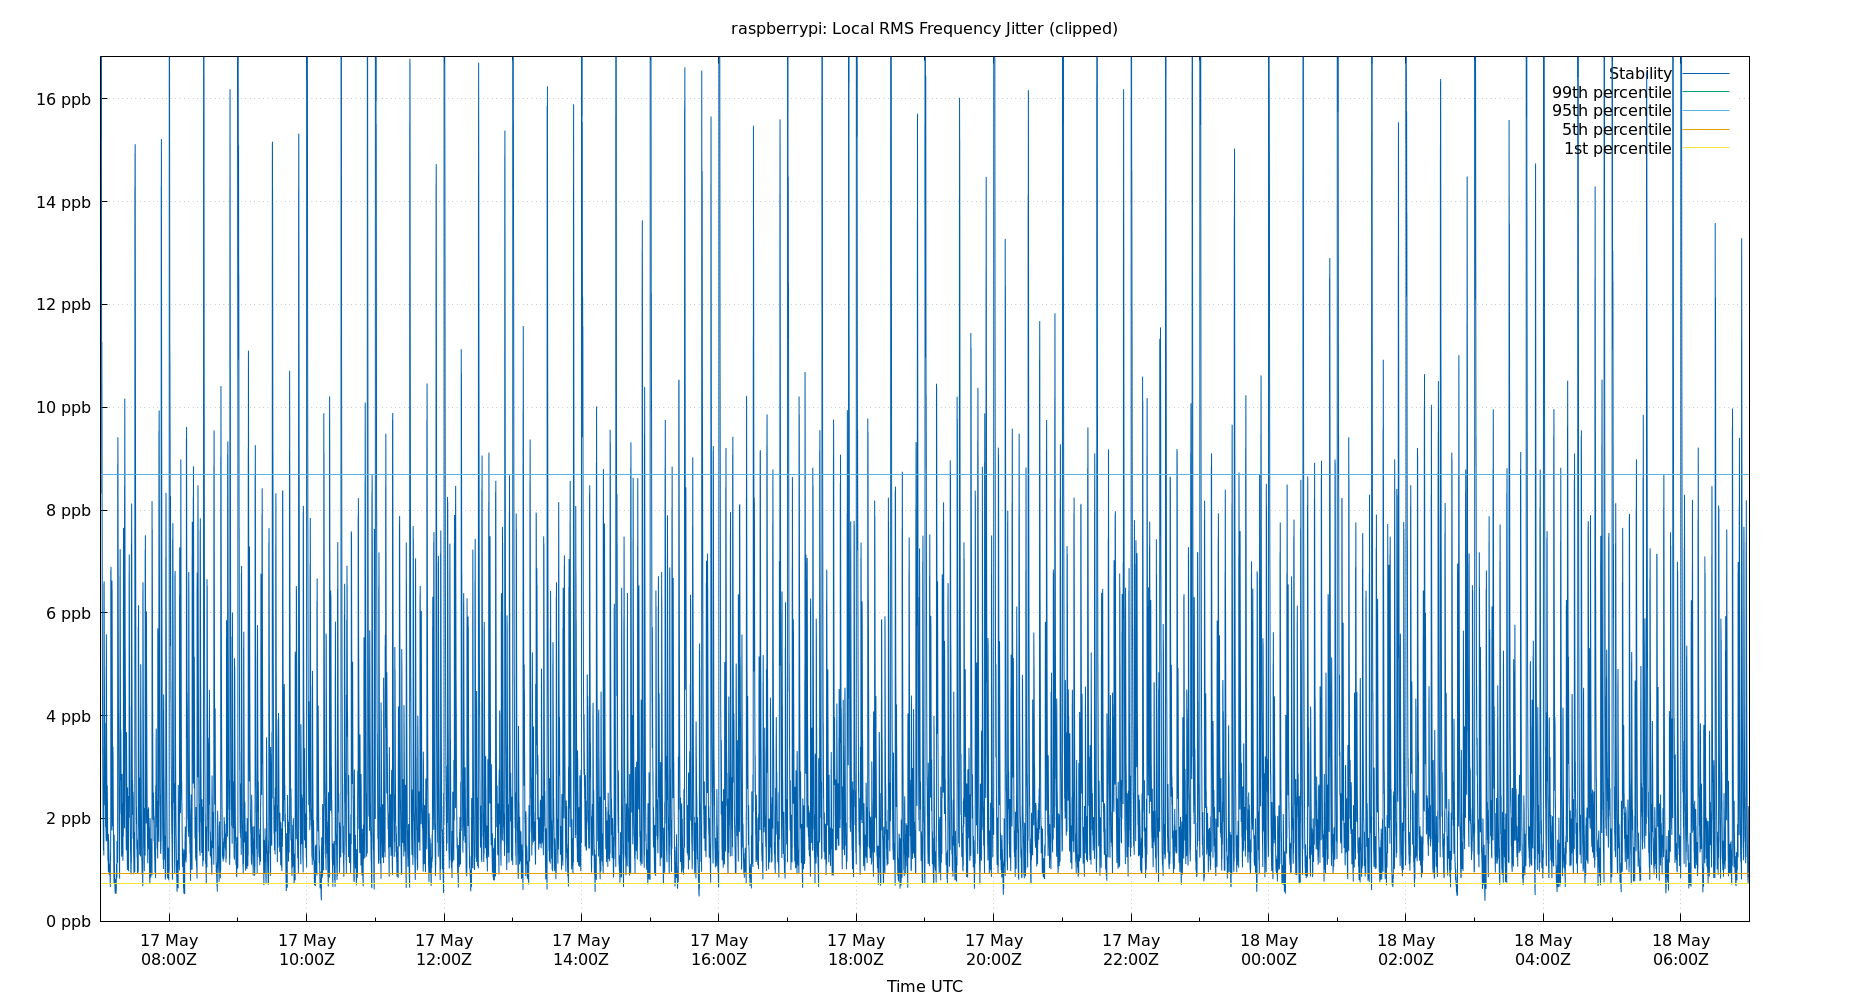 raspberrypi: Local RMS Frequency Jitter (clipped)
Stability
99th percentile
95th percentile
5th percentile
1st percentile
16 ppb
14 ppb
12 ppb
10 ppb
8 ppb
6 ppb
4 ppb
2 ppb
0 ppb
17 May 17 May 17 May 17 May 17 May 17 May 17 May 17 May 18 May 18 May 18 May 18 May
08:00Z 10:00Z 12:00Z 14:00Z 16:00Z 18:00Z 20:00Z 22:00Z 00:00Z 02:00Z 04:00Z 06:00Z
Time UTC